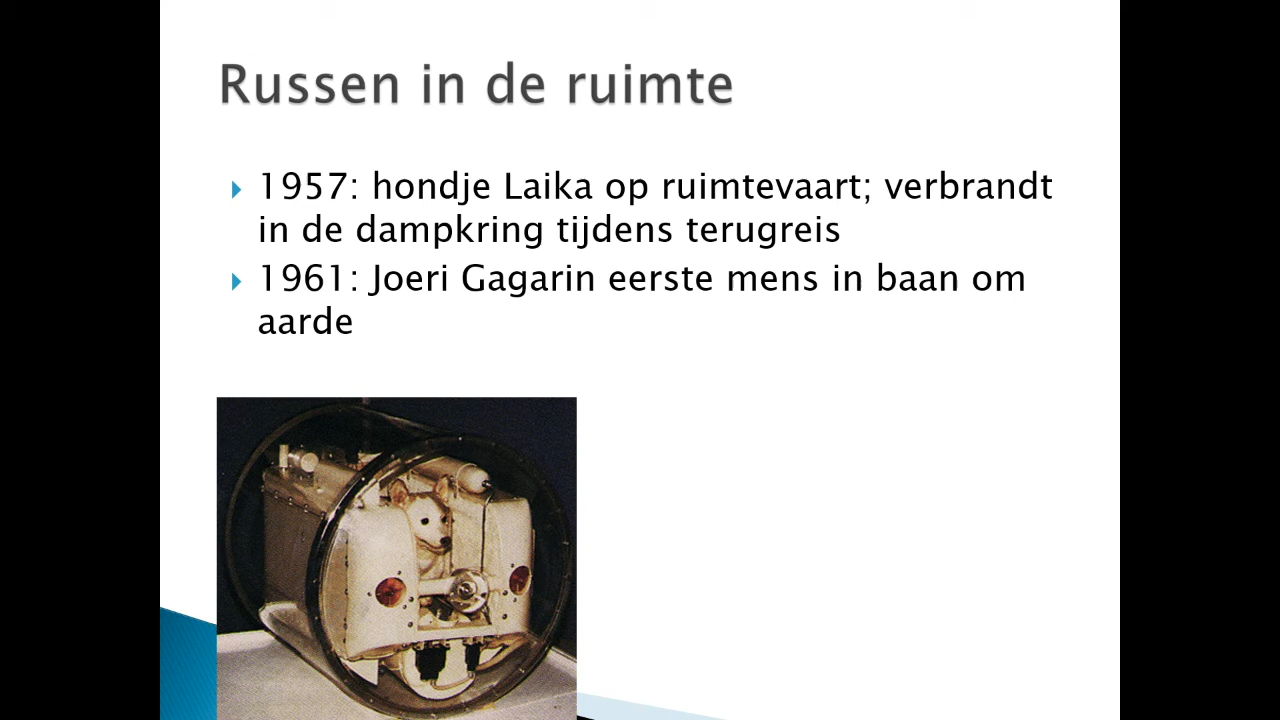 Russen in de ruimte
1957: hondje Laika op ruimtevaart; verbrandt
in de dampkring tijdens terugreis
1961: Joeri Gagarin eerste mens in baan om
aarde